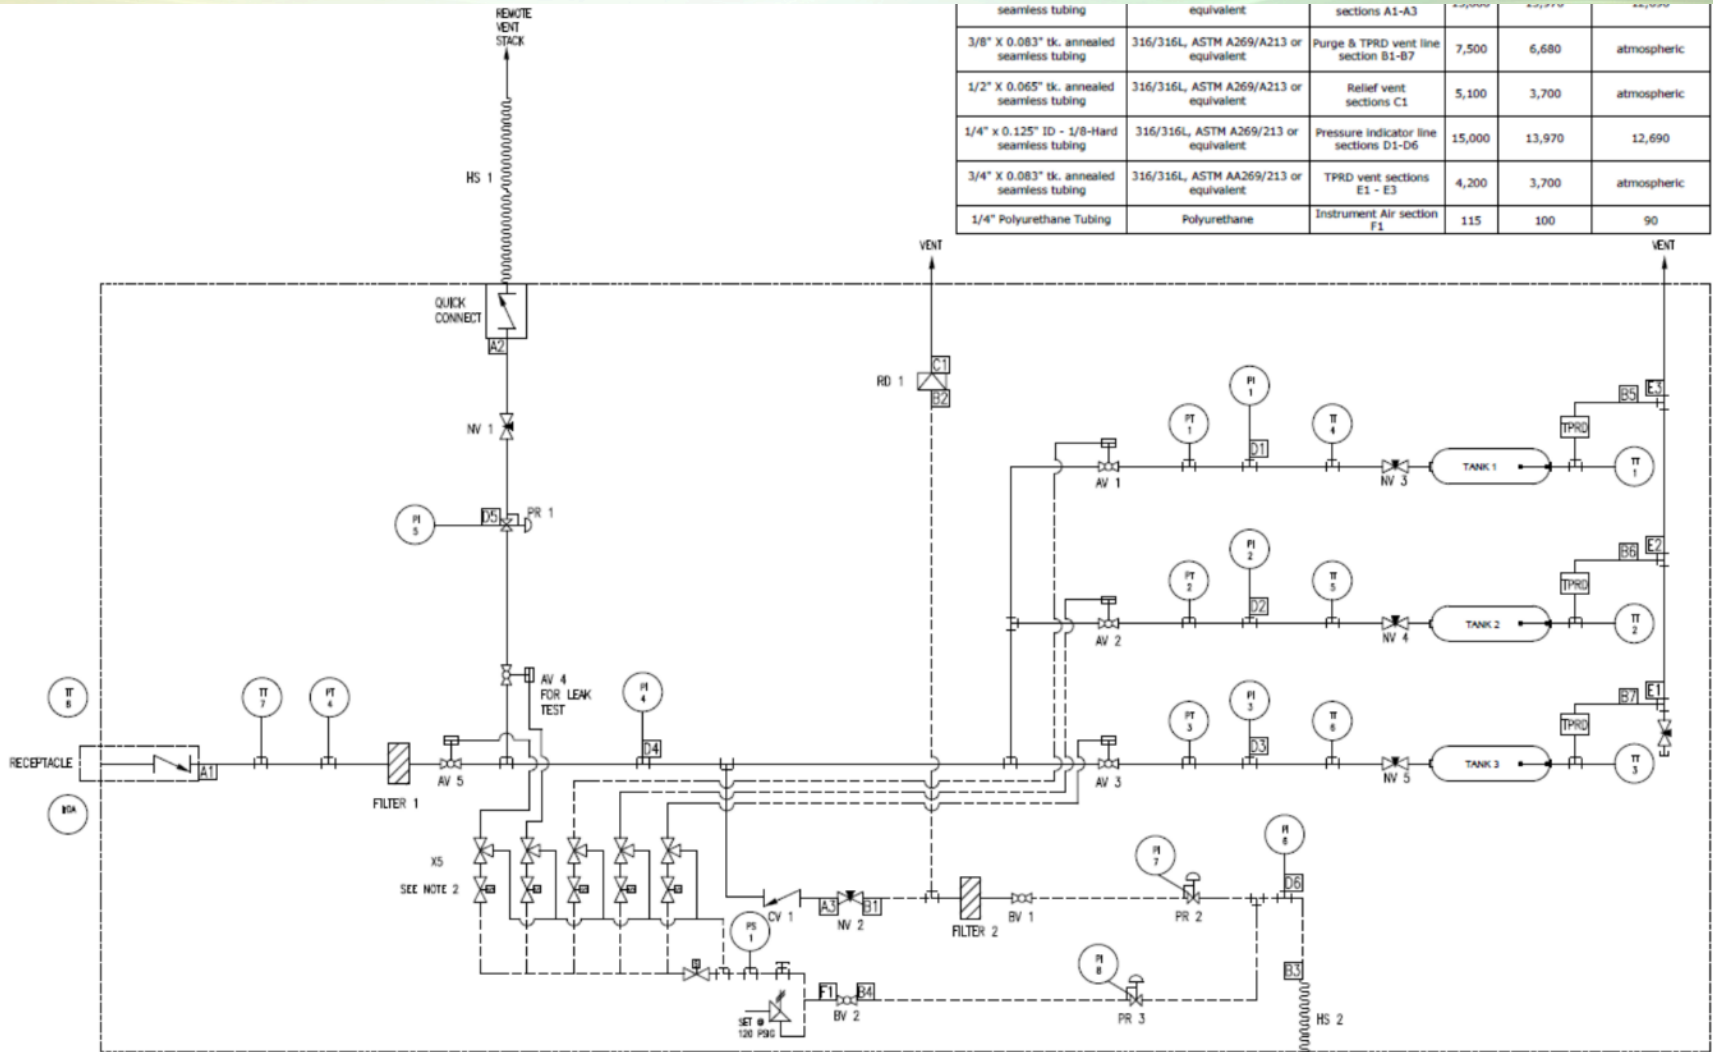 REMOTE
VENT
STACK
seamless tubing
equivalent
sections A1-A3
3/8" X 0.083" tk. annealed
seamless tubing
316/316L, ASTM A269/A213 or
equivalent
Purge & TPRD vent line
section B1-B7
7,500
6,680
atmospheric
1/2" X 0.065" tk. annealed
seamless tubing
316/316L, ASTM A269/A213 or
equivalent
Relief vent
sections C1
5,100
3,700
atmospheric
1/4" x 0.125" ID - 1/8-Hard
seamless tubing
316/316L, ASTM A269/213 or
equivalent
Pressure indicator line
sections D1-D6
15,000
13,970
12,690
3/4" X 0.083" tk. annealed
seamless tubing
316/316L, ASTM AA269/213 or
equivalent
TPRD vent sections
E1 - E3
4,200
3,700
atmospheric
1/4" Polyurethane Tubing
Polyurethane
Instrument Air section
F1
115
100
90
HS 1
VENT
VENT
QUICK
CONNECT
A2
NV 1
PI
5
D5
PR 1
RD 1
C1
B2
PT
1
PI
1
D1
TT
4
AV 1
NV 3
TANK 1
TPRD
B5
E3
TT
1
PT
2
PI
2
D2
TT
5
AV 2
NV 4
TANK 2
TPRD
B6
E2
TT
2
PT
3
PI
3
D3
TT
6
AV 3
NV 5
TANK 3
TPRD
B7
E1
TT
3
AV 4
FOR LEAK
TEST
PI
4
D4
TT
7
PT
4
RECEPTACLE
A1
FILTER 1
AV 5
X5
SEE NOTE 2
CV 1
A3
NV 2
B1
FILTER 2
BV 1
PI
7
PR 2
PI
6
D6
PS
1
F1
B4
BV 2
PI
8
PR 3
B3
HS 2
SET @
120 PSIG